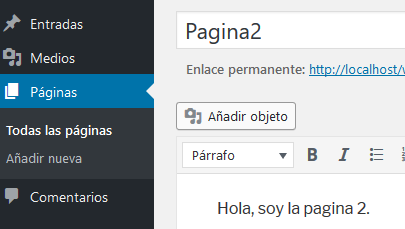 Entradas
Medios
Páginas
Todas las páginas
Añadir nueva
Comentarios
Pagina2
Enlace permanente: http://localhost/
Añadir objeto
Párrafo B I
Hola, soy la pagina 2.